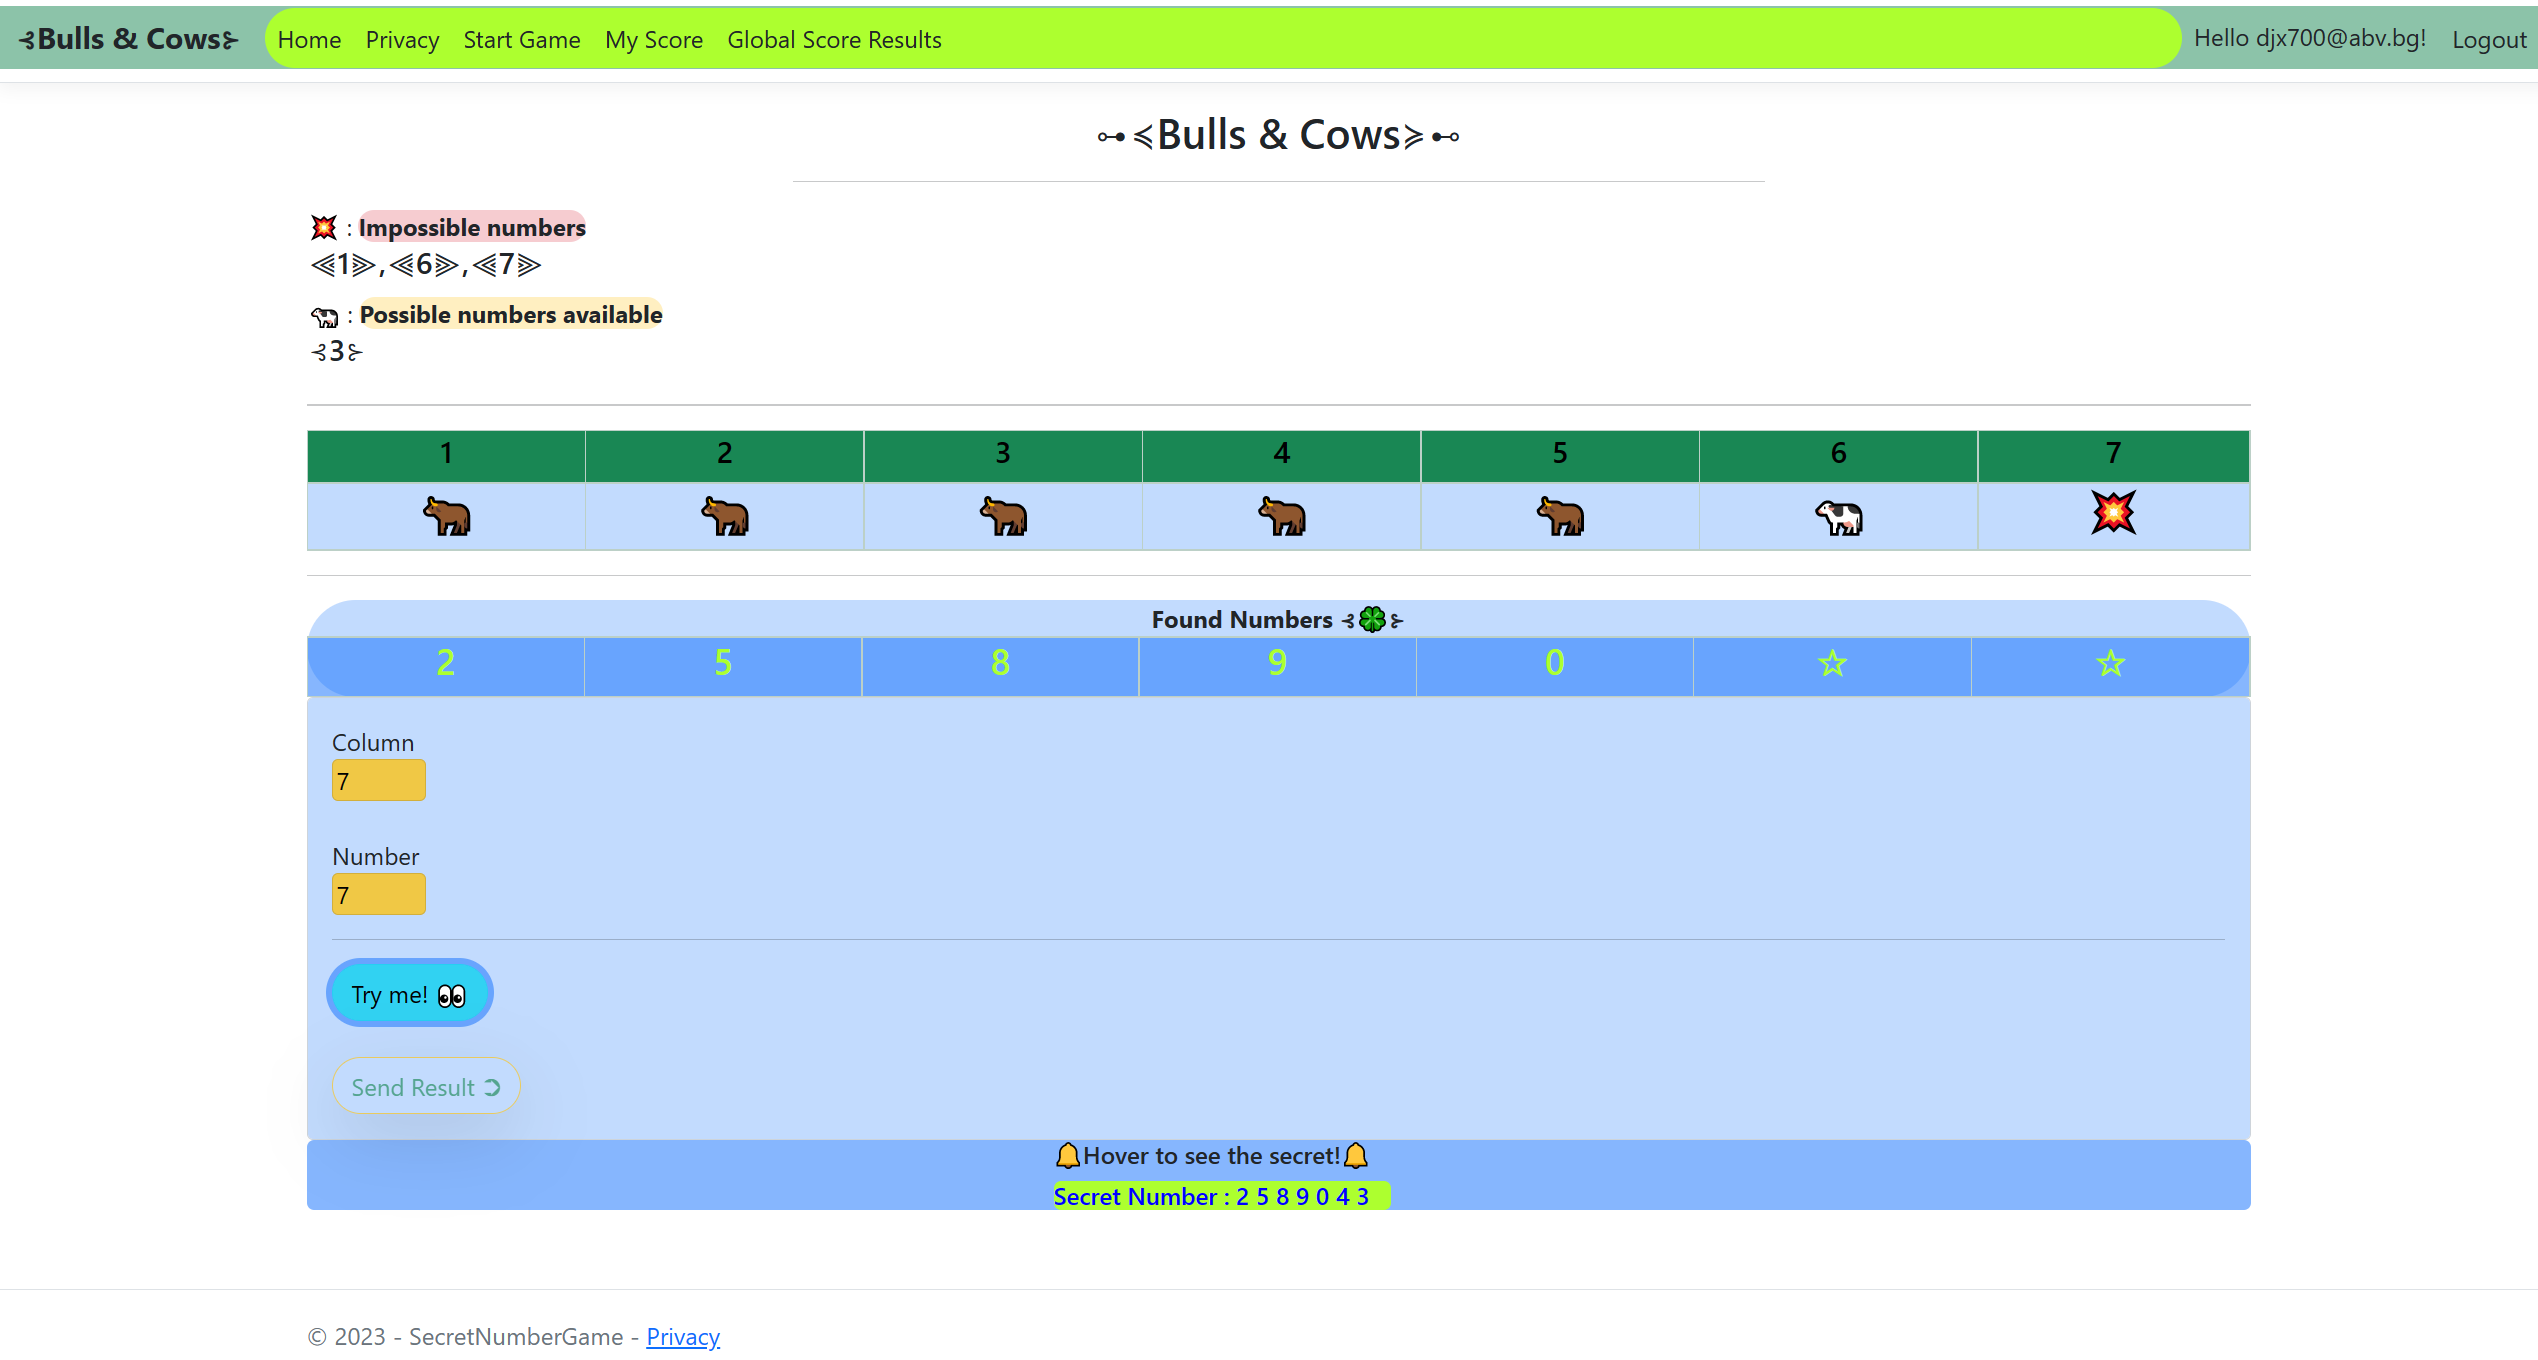 ⊰Bulls & Cows⊱ Home Privacy Start Game My Score Global Score Results Hello djx700@abv.bg! Logout
⊶≼Bulls & Cows≽⊷
💥 : Impossible numbers
⫷1⫸,⫷6⫸,⫷7⫸
🐄 : Possible numbers available
⊰3⊱
1 2 3 4 5 6 7
Found Numbers ⊰🍀⊱
2 5 8 9 0 ☆ ☆
Column
7
Number
7
Try me! 👀
Send Result ➲
🔔Hover to see the secret!🔔
Secret Number : 2 5 8 9 0 4 3
© 2023 - SecretNumberGame - Privacy